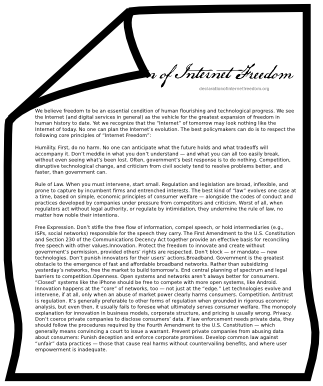 n of Internet Freedom
declarationofinternetfreedom.org
We believe freedom to be an essential condition of human flourishing and technological progress. We see
the Internet (and digital services in general) as the vehicle for the greatest expansion of freedom in
human history to date. Yet we recognize that the "Internet" of tomorrow may look nothing like the
Internet of today. No one can plan the Internet's evolution. The best policymakers can do is to respect the
following core principles of "Internet Freedom":
Humility. First, do no harm. No one can anticipate what the future holds and what tradeoffs will
accompany it. Don't meddle in what you don't understand — and what you can all too easily break,
without even seeing what's been lost. Often, government's best response is to do nothing. Competition,
disruptive technological change, and criticism from civil society tend to resolve problems better, and
faster, than government can.
Rule of Law. When you must intervene, start small. Regulation and legislation are broad, inflexible, and
prone to capture by incumbent firms and entrenched interests. The best kind of "law" evolves one case at
a time, based on simple, economic principles of consumer welfare — alongside the codes of conduct and
practices developed by companies under pressure from competitors and critics. Worst of all, when
regulators act without legal authority, or regulate by intimidation, they undermine the rule of law, no
matter how noble their intentions.
Free Expression. Don't stifle the free flow of information, compel speech, or hold intermediaries (e.g.,
ISPs, social networks) responsible for the speech they carry. The First Amendment to the U.S. Constitution
and Section 230 of the Communications Decency Act together provide an effective basis for reconciling
free speech with other values.Innovation. Protect the freedom to innovate and create without
government's permission, provided others' rights are respected. Don't block — or mandate — new
technologies. Don't punish innovators for their users' actions.Broadband. Government is the greatest
obstacle to the emergence of fast and affordable broadband networks. Rather than subsidizing
yesterday's networks, free the market to build tomorrow's. End central planning of spectrum and legal
barriers to competition.Openness. Open systems and networks aren't always better for consumers.
"Closed" systems like the iPhone should be free to compete with more open systems, like Android.
Innovation happens at the "core" of networks, too — not just at the "edge." Let technologies evolve and
intervene, if at all, only when an abuse of market power clearly harms consumers. Competition. Antitrust
is regulation. It's generally preferable to other forms of regulation when grounded in rigorous economic
analysis, but even then, it usually fails to foresee what ultimately serves consumer welfare. The monopoly
explanation for innovation in business models, corporate structure, and pricing is usually wrong. Privacy.
Don't coerce private companies to disclose consumers' data. If law enforcement needs private data, they
should follow the procedures required by the Fourth Amendment to the U.S. Constitution — which
generally means convincing a court to issue a warrant. Prevent private companies from abusing data
about consumers: Punish deception and enforce corporate promises. Develop common law against
"unfair" data practices — those that cause real harms without countervailing benefits, and where user
empowerment is inadequate.